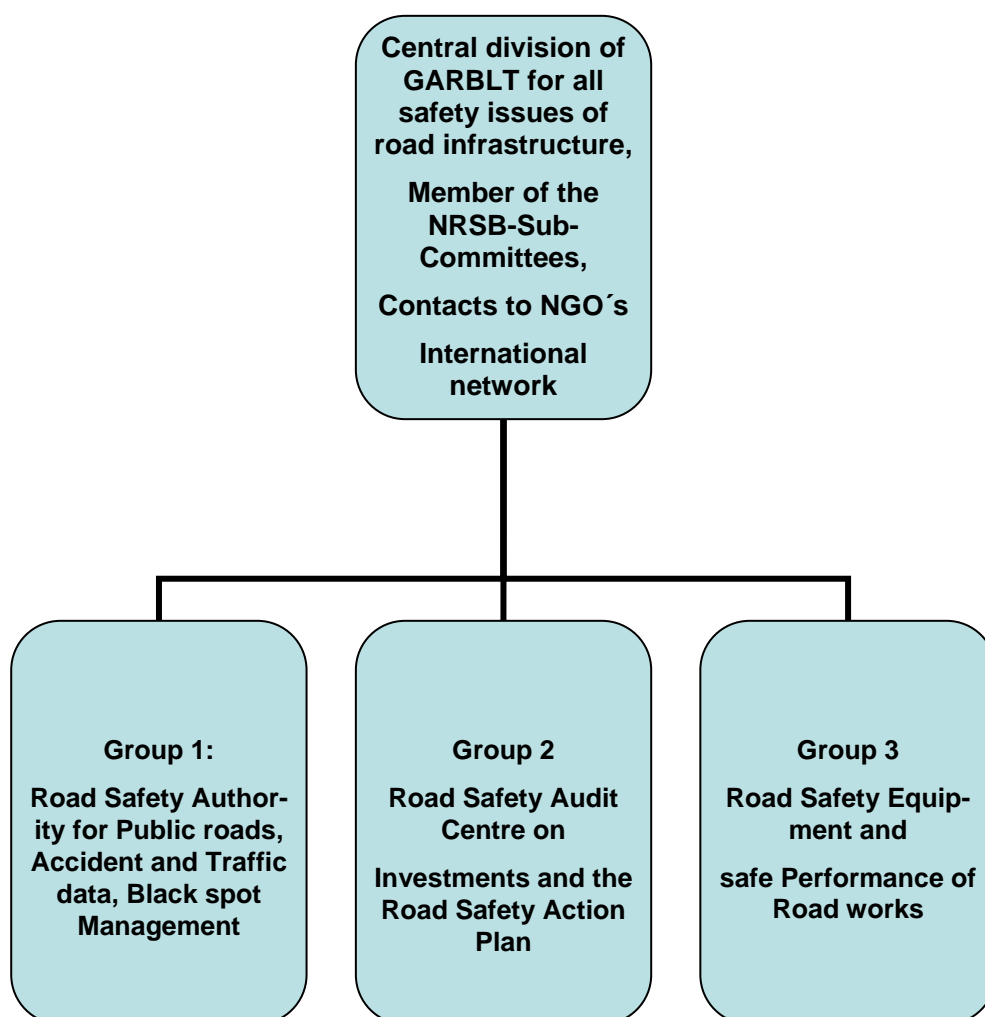 Central division of
GARBLT for all
safety issues of
road infrastructure,
Member of the
NRSB-Sub-
Committees,
Contacts to NGO´s
International
network
Group 1:
Road Safety Author-
ity for Public roads,
Accident and Traffic
data, Black spot
Management
Group 2
Road Safety Audit
Centre on
Investments and the
Road Safety Action
Plan
Group 3
Road Safety Equip-
ment and
safe Performance of
Road works